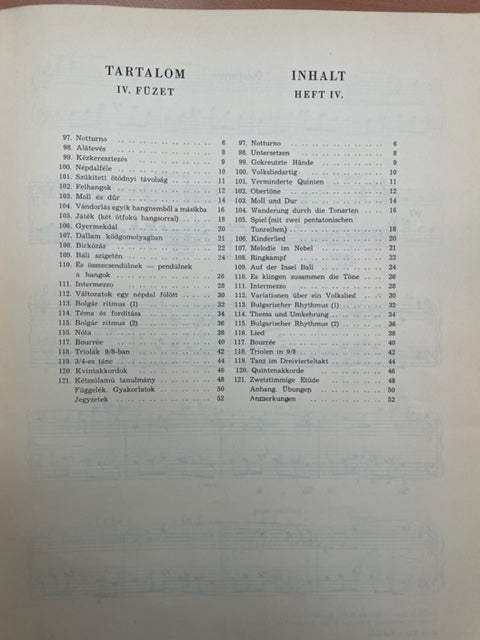 TARTALOM
IV. FÜZET
97. Notturno . . . . . . . . . . . . 6
98. Alátevés . . . . . . . . . . . . 8
99. Kézkeresztezés . . . . . . . . . . 9
100. Népdalféle . . . . . . . . . . . 10
101. Szűkített ötödnyi távolság . . . . . 11
102. Felhangok . . . . . . . . . . . 12
103. Moll és dúr . . . . . . . . . . . 14
104. Vándorlás egyik hangnemből a másikba 16
105. Játék (két ötfokú hangsorral) . . . . 18
106. Gyermekdal . . . . . . . . . . . 20
107. Dallam ködgomolyagban . . . . . . 21
108. Birkózás . . . . . . . . . . . . 22
109. Bali szigetén . . . . . . . . . . 24
110. És összecsendülnek — pendülnek
a hangok . . . . . . . . . . . . 26
111. Intermezzo . . . . . . . . . . . 28
112. Változatok egy népdal fölött . . . . 30
113. Bolgár ritmus (1) . . . . . . . . . 32
114. Téma és fordítása . . . . . . . . 34
115. Bolgár ritmus (2) . . . . . . . . . 36
116. Nóta . . . . . . . . . . . . . 38
117. Bourrée . . . . . . . . . . . . 40
118. Triolák 9/8-ban . . . . . . . . . 42
119. 3/4-es tánc . . . . . . . . . . . 44
120. Kvintakkordok . . . . . . . . . . 46
121. Kétszólamú tanulmány . . . . . . . 48
Függelék. Gyakorlatok . . . . . . . 50
Jegyzetek . . . . . . . . . . . . 52
INHALT
HEFT IV.
97. Notturno . . . . . . . . . . . . 6
98. Untersetzen . . . . . . . . . . . 8
99. Gekreutzte Hände . . . . . . . . . 9
100. Volksliedartig . . . . . . . . . . 10
101. Verminderte Quinten . . . . . . . . 11
102. Obertöne . . . . . . . . . . . . 12
103. Moll und Dur . . . . . . . . . . 14
104. Wanderung durch die Tonarten . . . . 16
105. Spiel (mit zwei pentatonischen
Tonreihen) . . . . . . . . . . . 18
106. Kinderlied . . . . . . . . . . . 20
107. Melodie im Nebel . . . . . . . . . 21
108. Ringkampf . . . . . . . . . . . 22
109. Auf der Insel Bali . . . . . . . . 24
110. Es klingen zusammen die Töne . . . . 26
111. Intermezzo . . . . . . . . . . . 28
112. Variationen über ein Volkslied . . . . 30
113. Bulgarischer Rhythmus (1) . . . . . . 32
114. Thema und Umkehrung . . . . . . . 34
115. Bulgarischer Rhythmus (2) . . . . . . 36
116. Lied . . . . . . . . . . . . . 38
117. Bourrée . . . . . . . . . . . . 40
118. Triolen in 9/8 . . . . . . . . . . 42
119. Tanz im Dreivierteltakt . . . . . . 44
120. Quintenakkorde . . . . . . . . . . 46
121. Zweistimmige Etüde . . . . . . . . 48
Anhang. Übungen . . . . . . . . . 50
Anmerkungen . . . . . . . . . . . 52